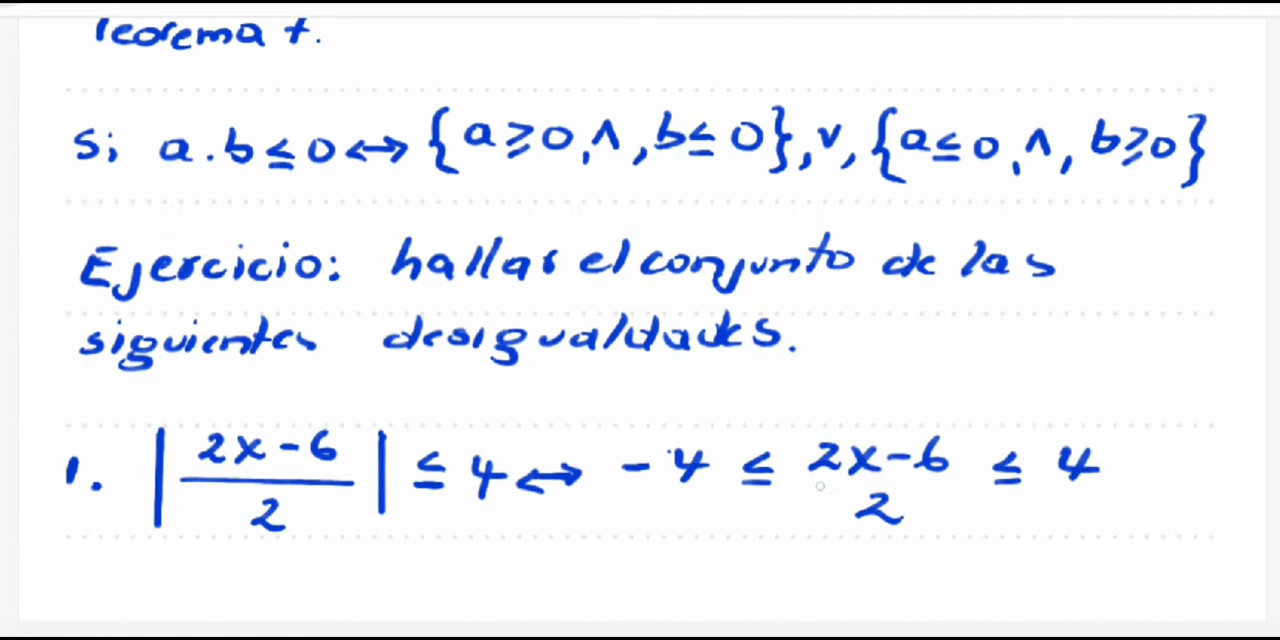 Teorema 7.
Si a.b ≤ 0 ↔ {a ≥ 0, ∧, b ≤ 0}, ∨, {a ≤ 0, ∧, b ≥ 0}
Ejercicio: hallar el conjunto de las
siguientes desigualdades.
1. |(2x-6)/2| ≤ 4 ↔ -4 ≤ 2x-6/2 ≤ 4